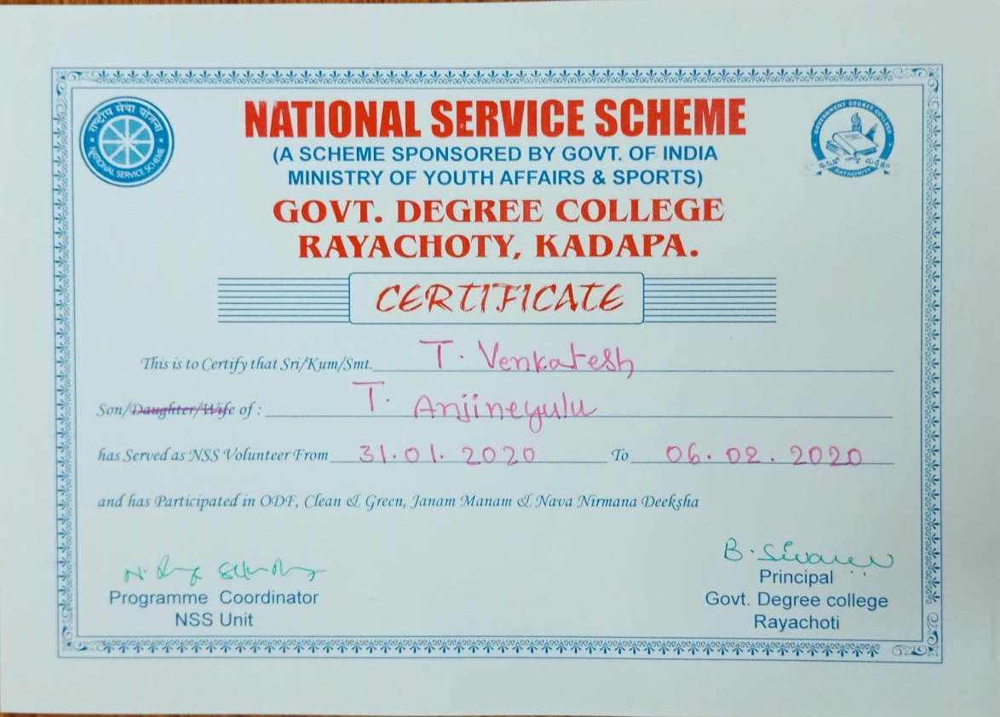 राष्ट्रीय सेवा योजना
NATIONAL SERVICE SCHEME
GOVERNMENT DEGREE COLLEGE
RAYACHOTY
NATIONAL SERVICE SCHEME
(A SCHEME SPONSORED BY GOVT. OF INDIA
MINISTRY OF YOUTH AFFAIRS & SPORTS)
GOVT. DEGREE COLLEGE
RAYACHOTY, KADAPA.
CERTIFICATE
This is to Certify that Sri/Kum/Smt. T. Venkatesh
Son/Daughter/Wife of : T. Anjineyulu
has Served as NSS Volunteer From 31.01.2020 To 06.02.2020
and has Participated in ODF, Clean & Green, Janam Manam & Nava Nirmana Deeksha
Programme Coordinator
NSS Unit
B.
Principal
Govt. Degree college
Rayachoti